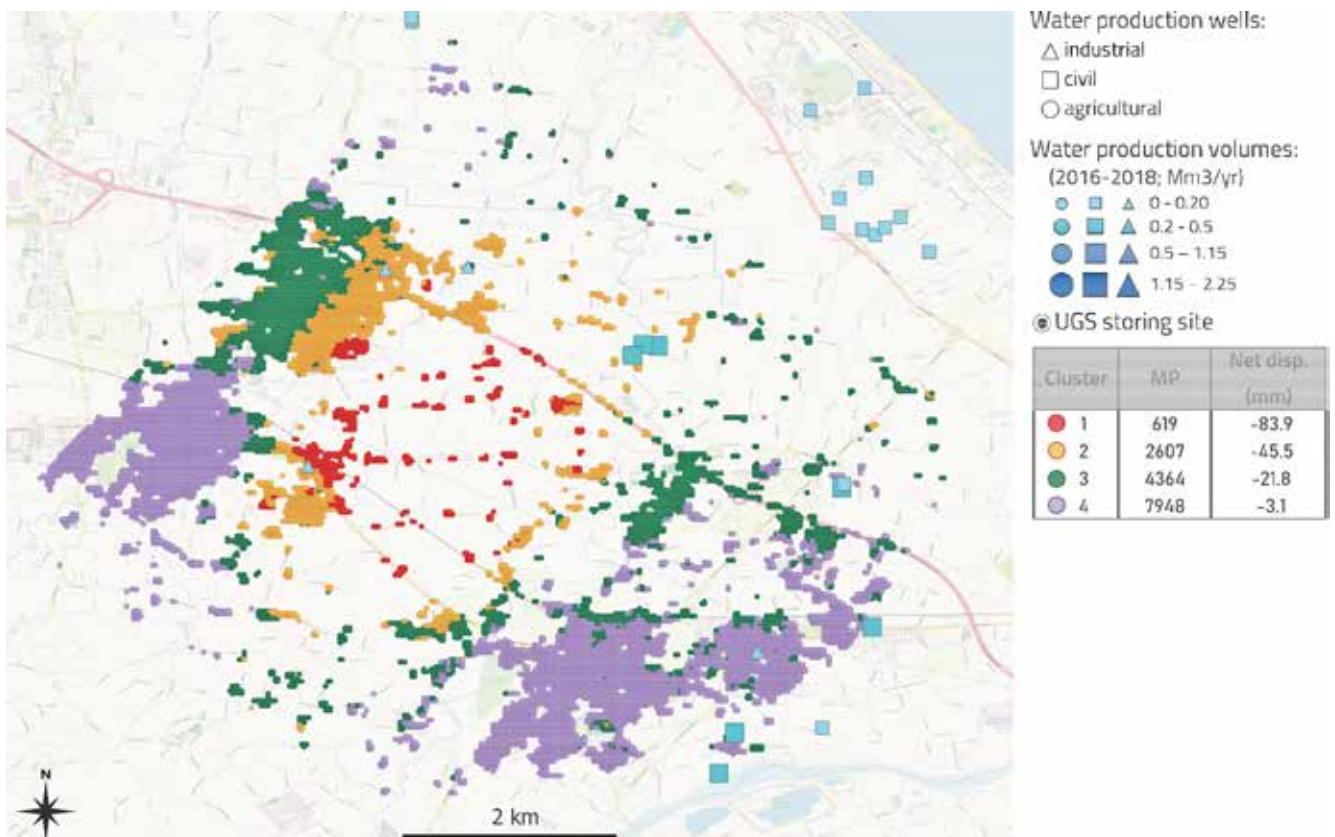 Water production wells:
industrial
civil
agricultural
Water production volumes:
(2016-2018; Mm3/yr)
0 - 0.20
0.2 - 0.5
0.5 – 1.15
1.15 – 2.25
UGS storing site
Cluster MP Net disp. (mm)
1 619 -83.9
2 2607 -45.5
3 4364 -21.8
4 7948 -3.1
N
2 km